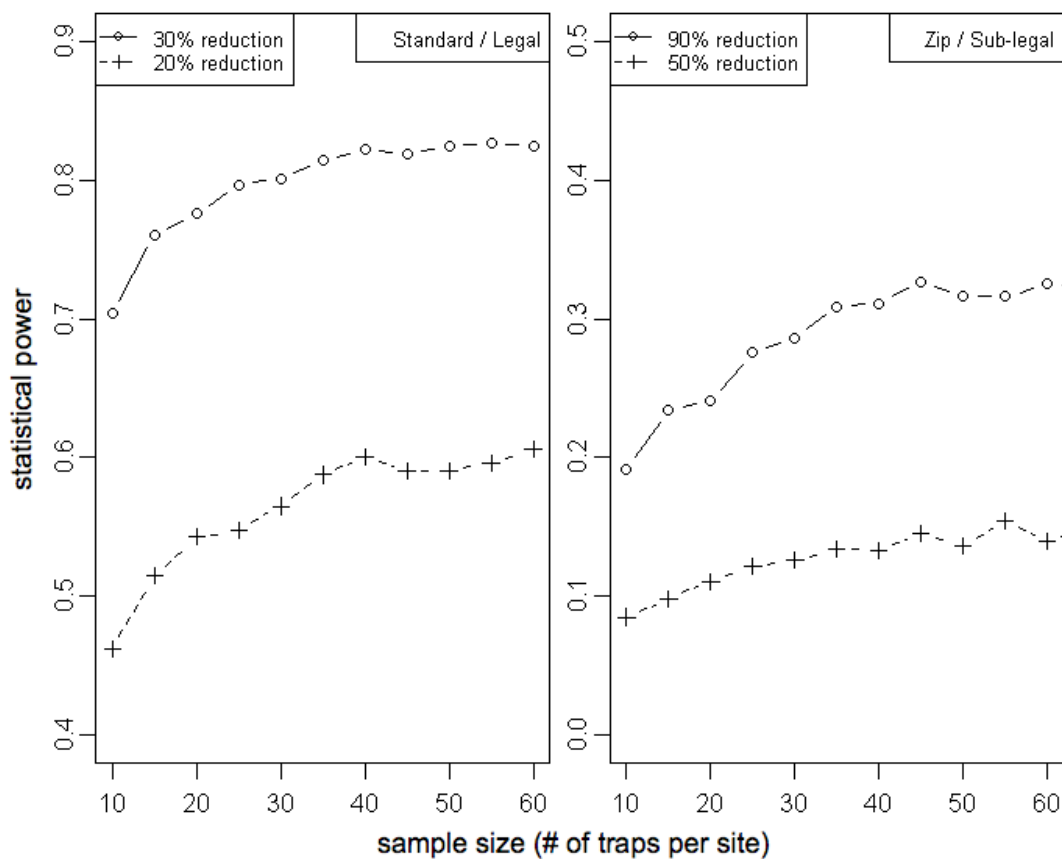 30% reduction
20% reduction
Standard / Legal
90% reduction
50% reduction
Zip / Sub-legal
statistical power
0.9
0.8
0.7
0.6
0.5
0.4
0.5
0.4
0.3
0.2
0.1
0.0
10 20 30 40 50 60
10 20 30 40 50 60
sample size (# of traps per site)